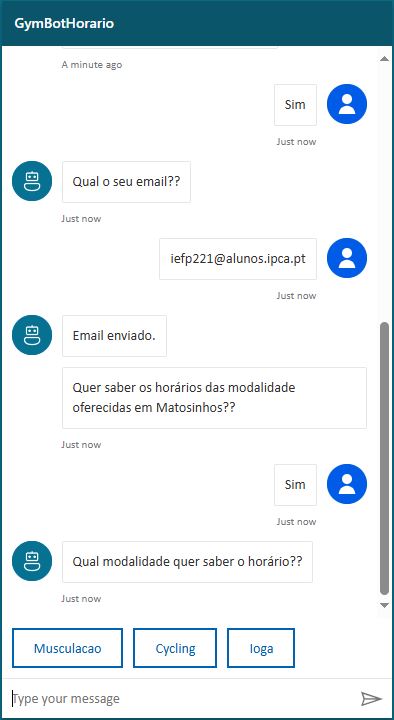 GymBotHorario
A minute ago
Sim
Just now
Qual o seu email??
Just now
iefp221@alunos.ipca.pt
Just now
Email enviado.
Quer saber os horários das modalidade
oferecidas em Matosinhos??
Just now
Sim
Just now
Qual modalidade quer saber o horário??
Just now
Musculacao
Cycling
Ioga
Type your message